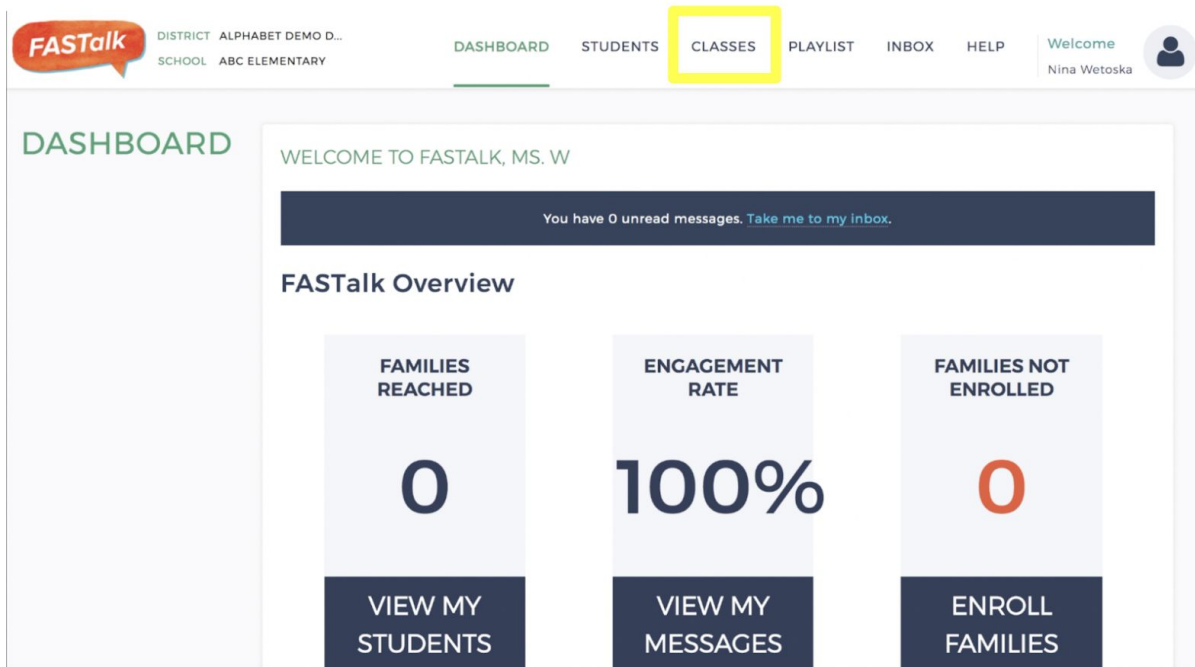 FASTalk
DISTRICT ALPHABET DEMO D...
SCHOOL ABC ELEMENTARY
DASHBOARD STUDENTS CLASSES PLAYLIST INBOX HELP
Welcome
Nina Wetoska
DASHBOARD
WELCOME TO FASTALK, MS. W
You have 0 unread messages. Take me to my inbox.
FASTalk Overview
FAMILIES
REACHED
0
VIEW MY
STUDENTS
ENGAGEMENT
RATE
100%
VIEW MY
MESSAGES
FAMILIES NOT
ENROLLED
0
ENROLL
FAMILIES